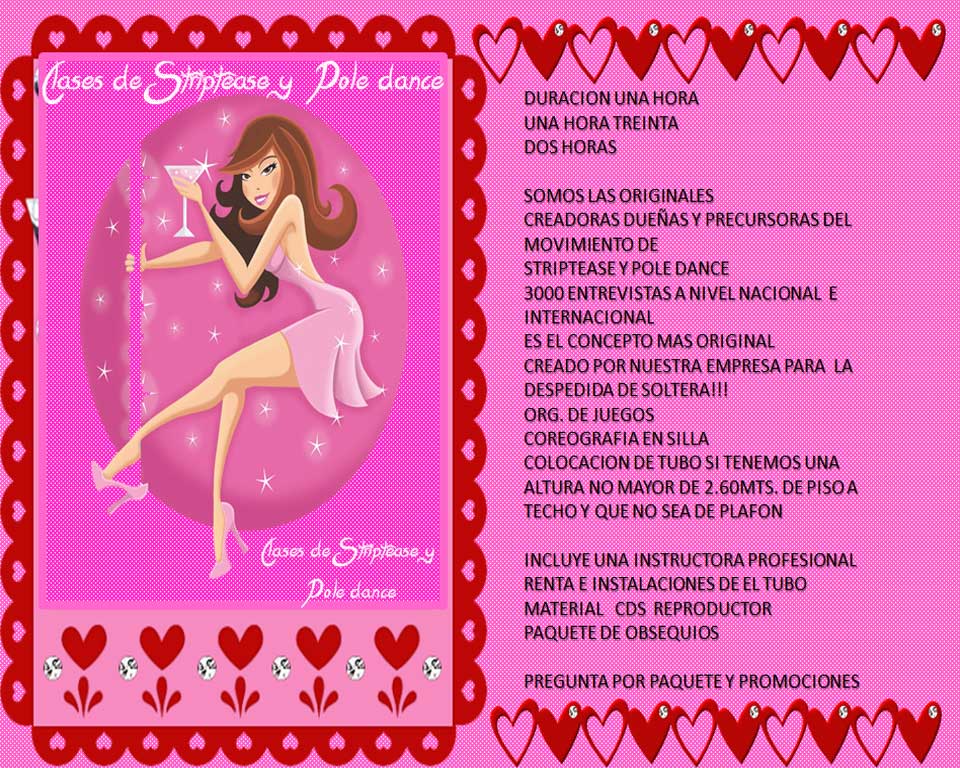 Clases de Striptease y Pole dance
Clases de Striptease y
Pole dance
DURACION UNA HORA
UNA HORA TREINTA
DOS HORAS
SOMOS LAS ORIGINALES
CREADORAS DUEÑAS Y PRECURSORAS DEL
MOVIMIENTO DE
STRIPTEASE Y POLE DANCE
3000 ENTREVISTAS A NIVEL NACIONAL E
INTERNACIONAL
ES EL CONCEPTO MAS ORIGINAL
CREADO POR NUESTRA EMPRESA PARA LA
DESPEDIDA DE SOLTERA!!!
ORG. DE JUEGOS
COREOGRAFIA EN SILLA
COLOCACION DE TUBO SI TENEMOS UNA
ALTURA NO MAYOR DE 2.60MTS. DE PISO A
TECHO Y QUE NO SEA DE PLAFON
INCLUYE UNA INSTRUCTORA PROFESIONAL
RENTA E INSTALACIONES DE EL TUBO
MATERIAL CDS REPRODUCTOR
PAQUETE DE OBSEQUIOS
PREGUNTA POR PAQUETE Y PROMOCIONES